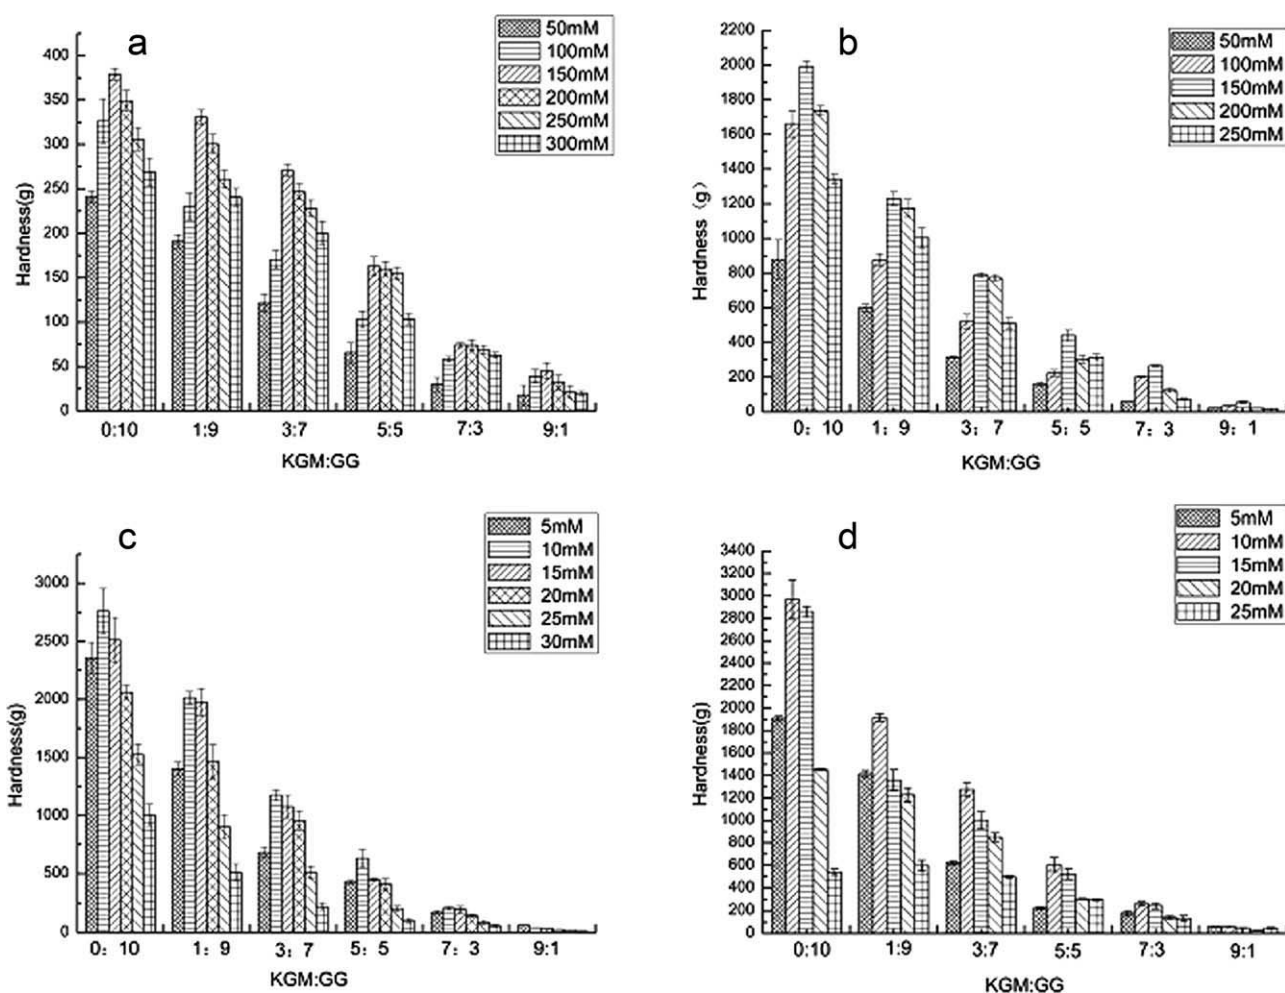 a
50mM
100mM
150mM
200mM
250mM
300mM
400
350
300
250
200
150
100
50
0
Hardness(g)
0:10 1:9 3:7 5:5 7:3 9:1
KGM:GG
b
50mM
100mM
150mM
200mM
250mM
2200
2000
1800
1600
1400
1200
1000
800
600
400
200
0
Hardness (g)
0: 10 1: 9 3: 7 5: 5 7: 3 9: 1
KGM:GG
c
5mM
10mM
15mM
20mM
25mM
30mM
3000
2500
2000
1500
1000
500
0
Hardness(g)
0: 10 1: 9 3: 7 5: 5 7: 3 9:1
KGM:GG
d
5mM
10mM
15mM
20mM
25mM
3400
3200
3000
2800
2600
2400
2200
2000
1800
1600
1400
1200
1000
800
600
400
200
0
Hardness(g)
0:10 1:9 3:7 5:5 7:3 9:1
KGM:GG